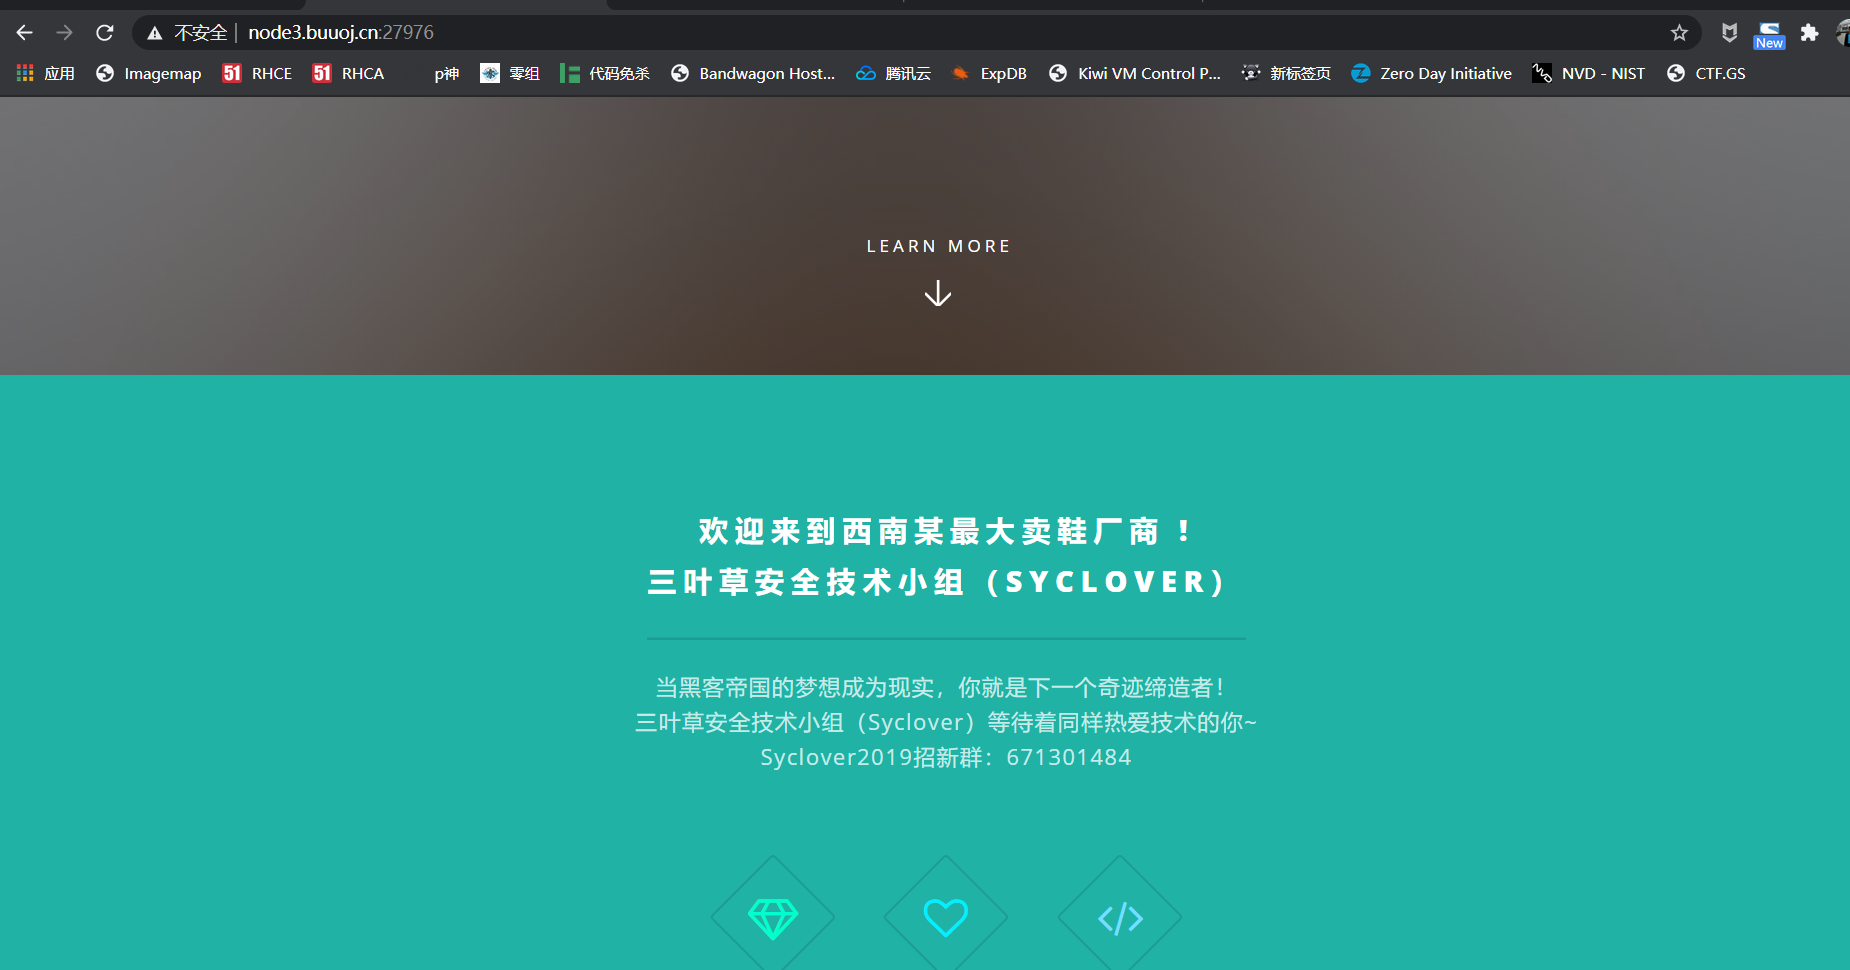 不安全 | node3.buuoj.cn:27976
New
应用 Imagemap 51 RHCE 51 RHCA p神 零组 代码免杀 Bandwagon Host... 腾讯云 ExpDB Kiwi VM Control P... 新标签页 Zero Day Initiative NVD - NIST CTF.GS
LEARN MORE
欢迎来到西南某最大卖鞋厂商 !
三叶草安全技术小组（SYCLOVER）
当黑客帝国的梦想成为现实，你就是下一个奇迹缔造者！
三叶草安全技术小组（Syclover）等待着同样热爱技术的你~
Syclover2019招新群：671301484